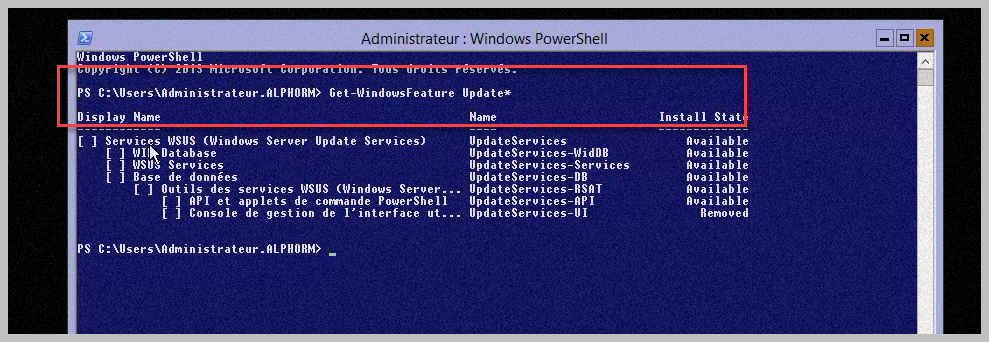 Administrateur : Windows PowerShell
Windows PowerShell
Copyright (C) 2013 Microsoft Corporation. Tous droits réservés.
PS C:\Users\Administrateur.ALPHORM> Get-WindowsFeature Update*
Display Name Name Install State
------------ ---- -------------
[ ] Services WSUS (Windows Server Update Services) UpdateServices Available
[ ] WID Database UpdateServices-WidDB Available
[ ] WSUS Services UpdateServices-Services Available
[ ] Base de données UpdateServices-DB Available
[ ] Outils des services WSUS (Windows Server... UpdateServices-RSAT Available
[ ] API et applets de commande PowerShell UpdateServices-API Available
[ ] Console de gestion de l'interface ut... UpdateServices-UI Removed
PS C:\Users\Administrateur.ALPHORM>